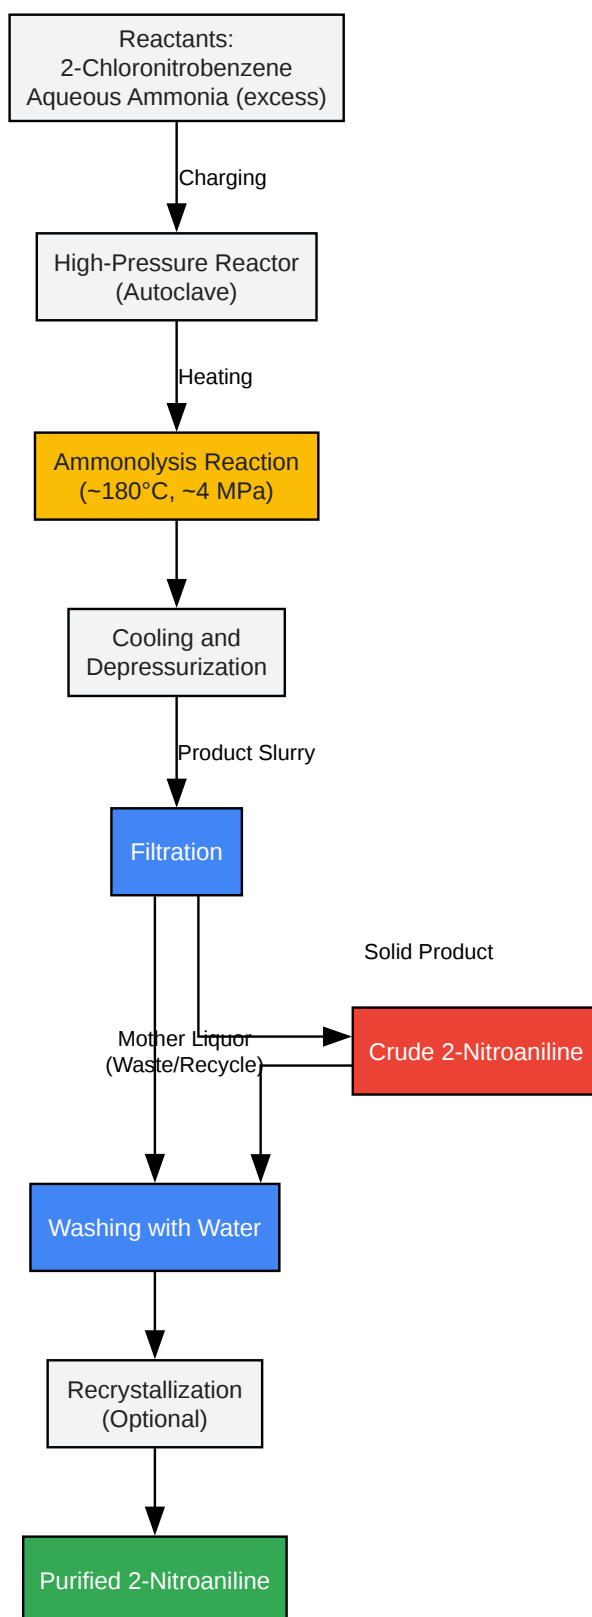 Reactants:
2-Chloronitrobenzene
Aqueous Ammonia (excess)
Charging
High-Pressure Reactor
(Autoclave)
Heating
Ammonolysis Reaction
(~180°C, ~4 MPa)
Cooling and
Depressurization
Product Slurry
Filtration
Solid Product
Mother Liquor
(Waste/Recycle)
Crude 2-Nitroaniline
Washing with Water
Recrystallization
(Optional)
Purified 2-Nitroaniline